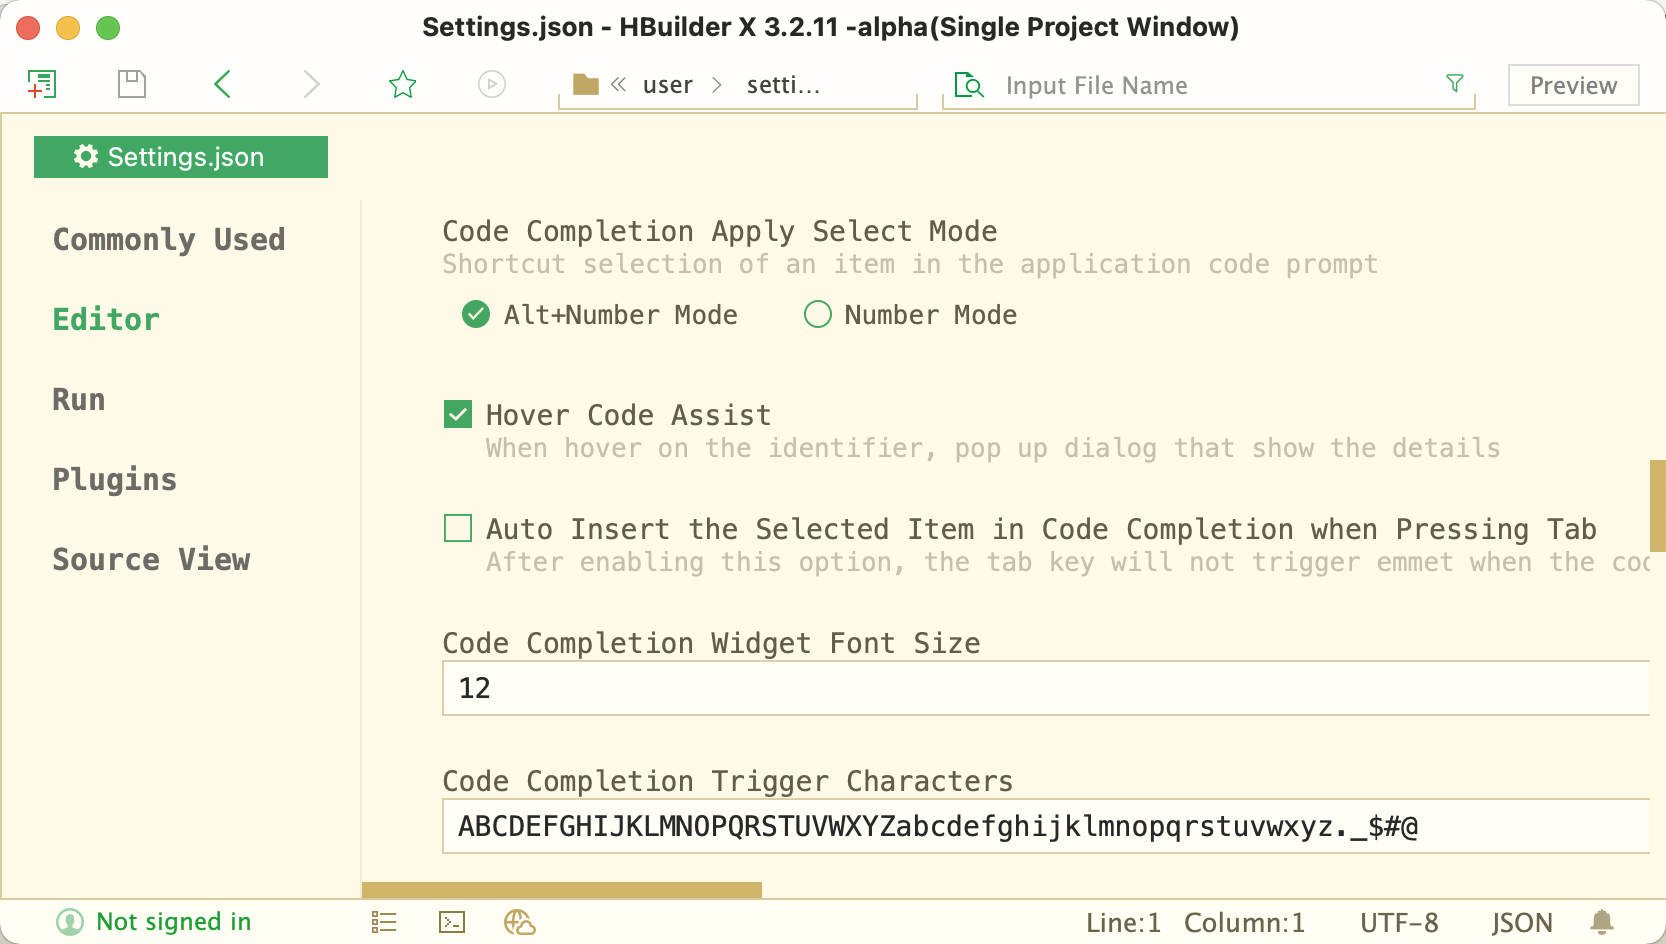 Settings.json - HBuilder X 3.2.11 -alpha(Single Project Window)
« user > setti... Input File Name Preview
Settings.json
Commonly Used
Editor
Run
Plugins
Source View
Code Completion Apply Select Mode
Shortcut selection of an item in the application code prompt
Alt+Number Mode Number Mode
Hover Code Assist
When hover on the identifier, pop up dialog that show the details
Auto Insert the Selected Item in Code Completion when Pressing Tab
After enabling this option, the tab key will not trigger emmet when the
Code Completion Widget Font Size
12
Code Completion Trigger Characters
ABCDEFGHIJKLMNOPQRSTUVWXYZabcdefghijklmnopqrstuvwxyz._$#@
Not signed in Line:1 Column:1 UTF-8 JSON